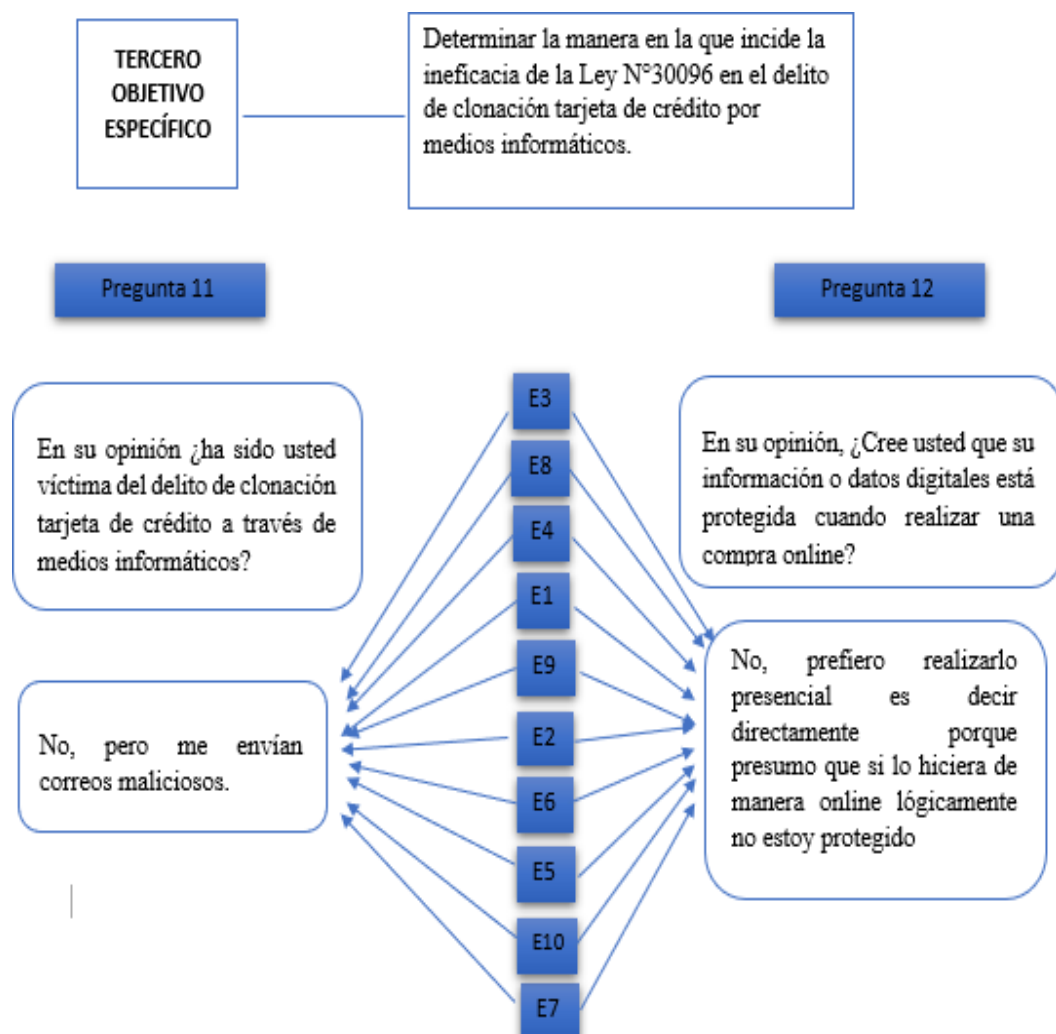 TERCERO
OBJETIVO
ESPECÍFICO
Determinar la manera en la que incide la
ineficacia de la Ley N°30096 en el delito
de clonación tarjeta de crédito por
medios informáticos.
Pregunta 11
Pregunta 12
En su opinión ¿ha sido usted
víctima del delito de clonación
tarjeta de crédito a través de
medios informáticos?
E3
E8
E4
E1
E9
E2
E6
E5
E10
E7
En su opinión, ¿Cree usted que su
información o datos digitales está
protegida cuando realizar una
compra online?
No, pero me envían
correos maliciosos.
No, prefiero realizarlo
presencial es decir
directamente porque
presumo que si lo hiciera de
manera online lógicamente
no estoy protegido